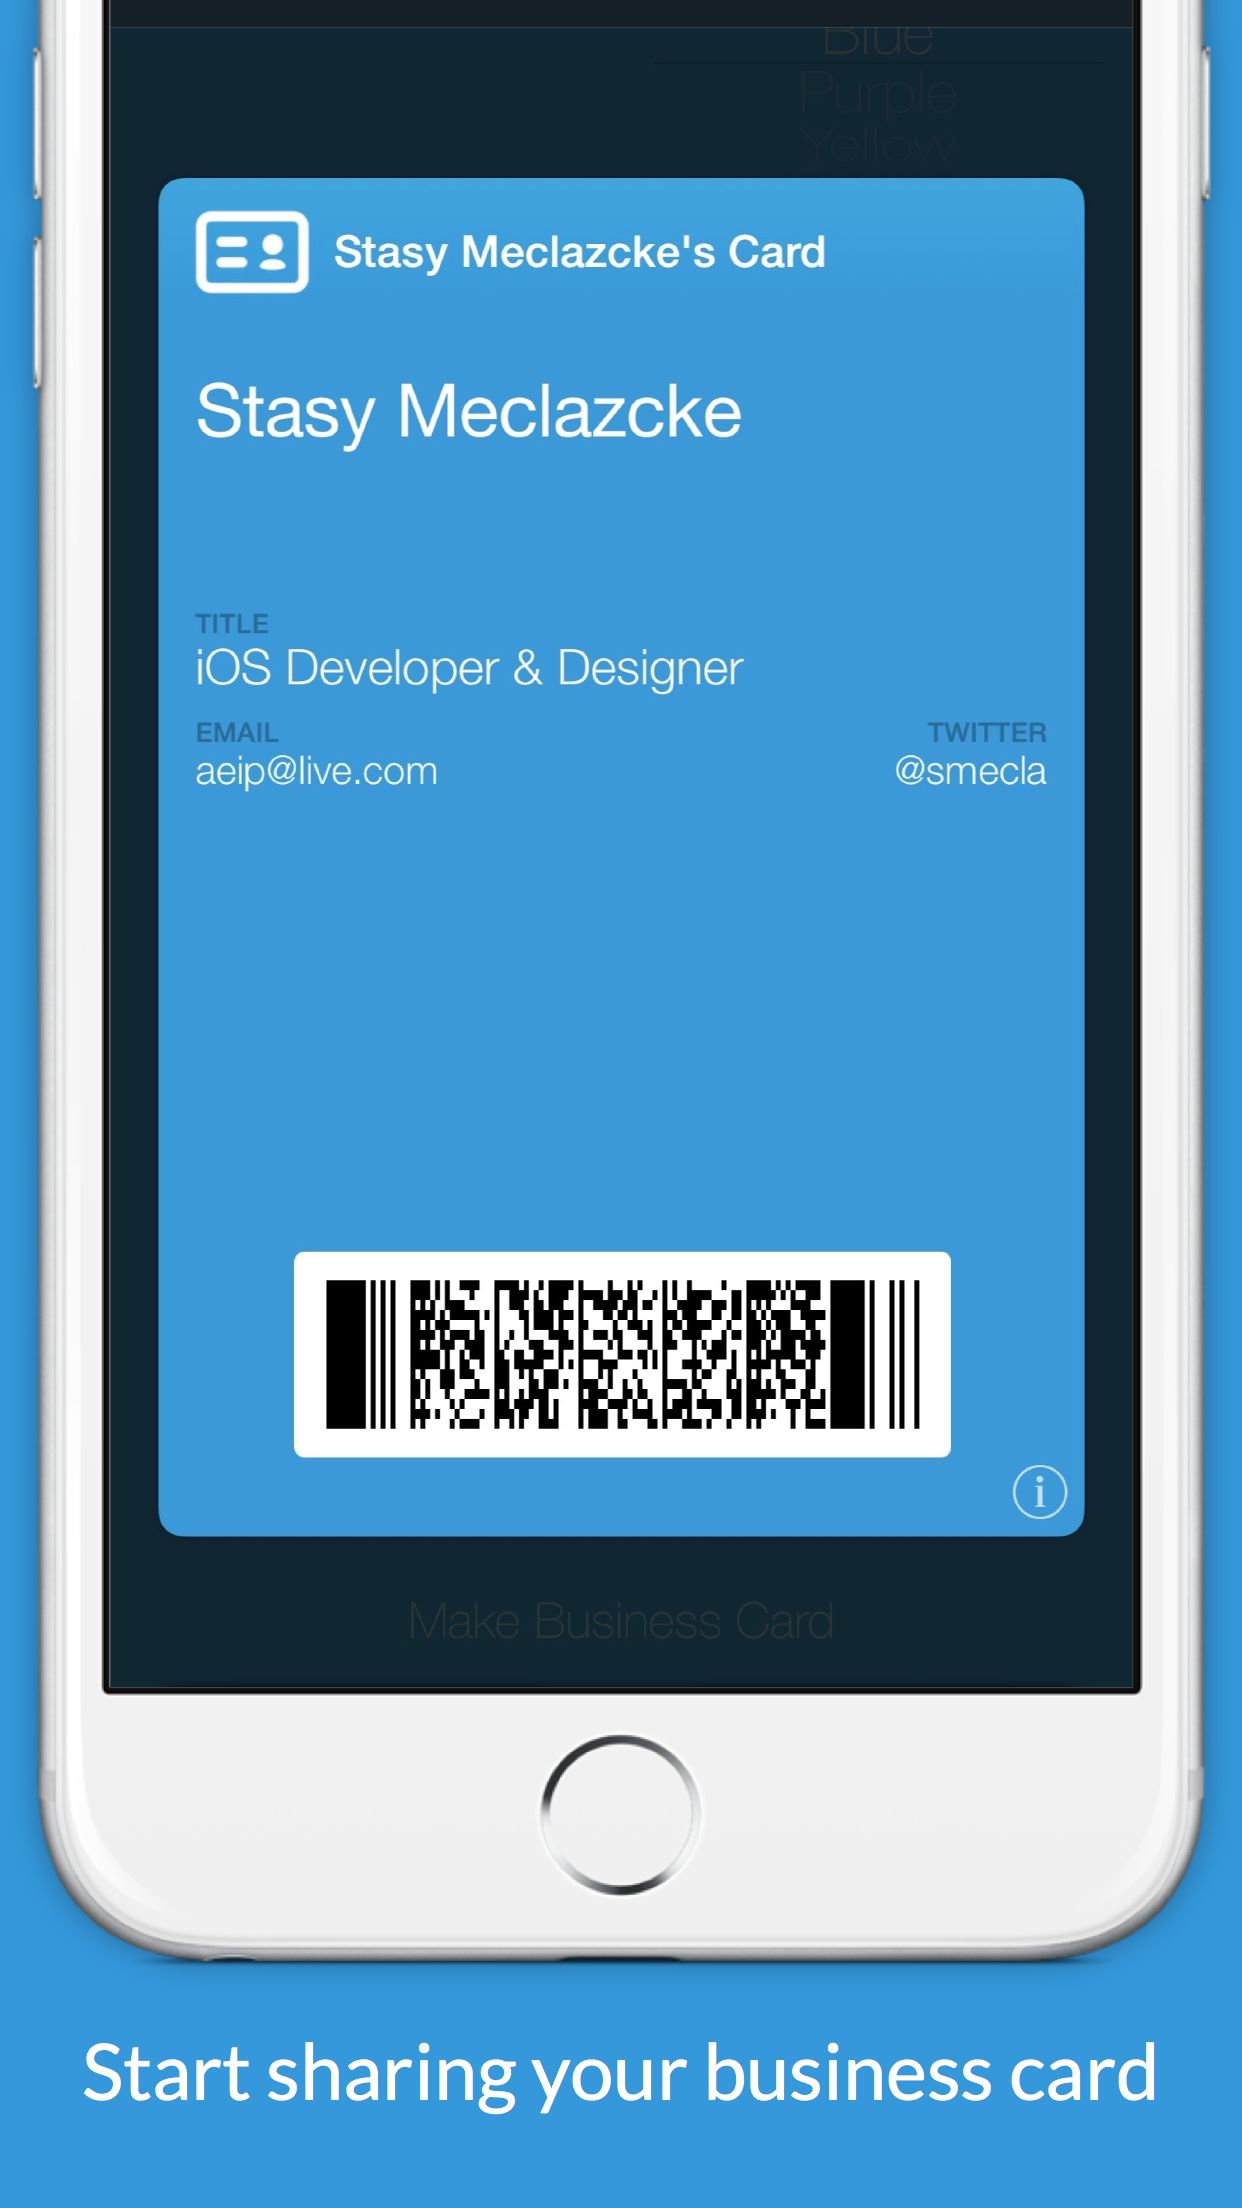 Blue
Purple
Yellow
Stasy Meclazcke's Card
Stasy Meclazcke
TITLE
iOS Developer & Designer
EMAIL
TWITTER
aeip@live.com
@smecla
i
Make Business Card
Start sharing your business card